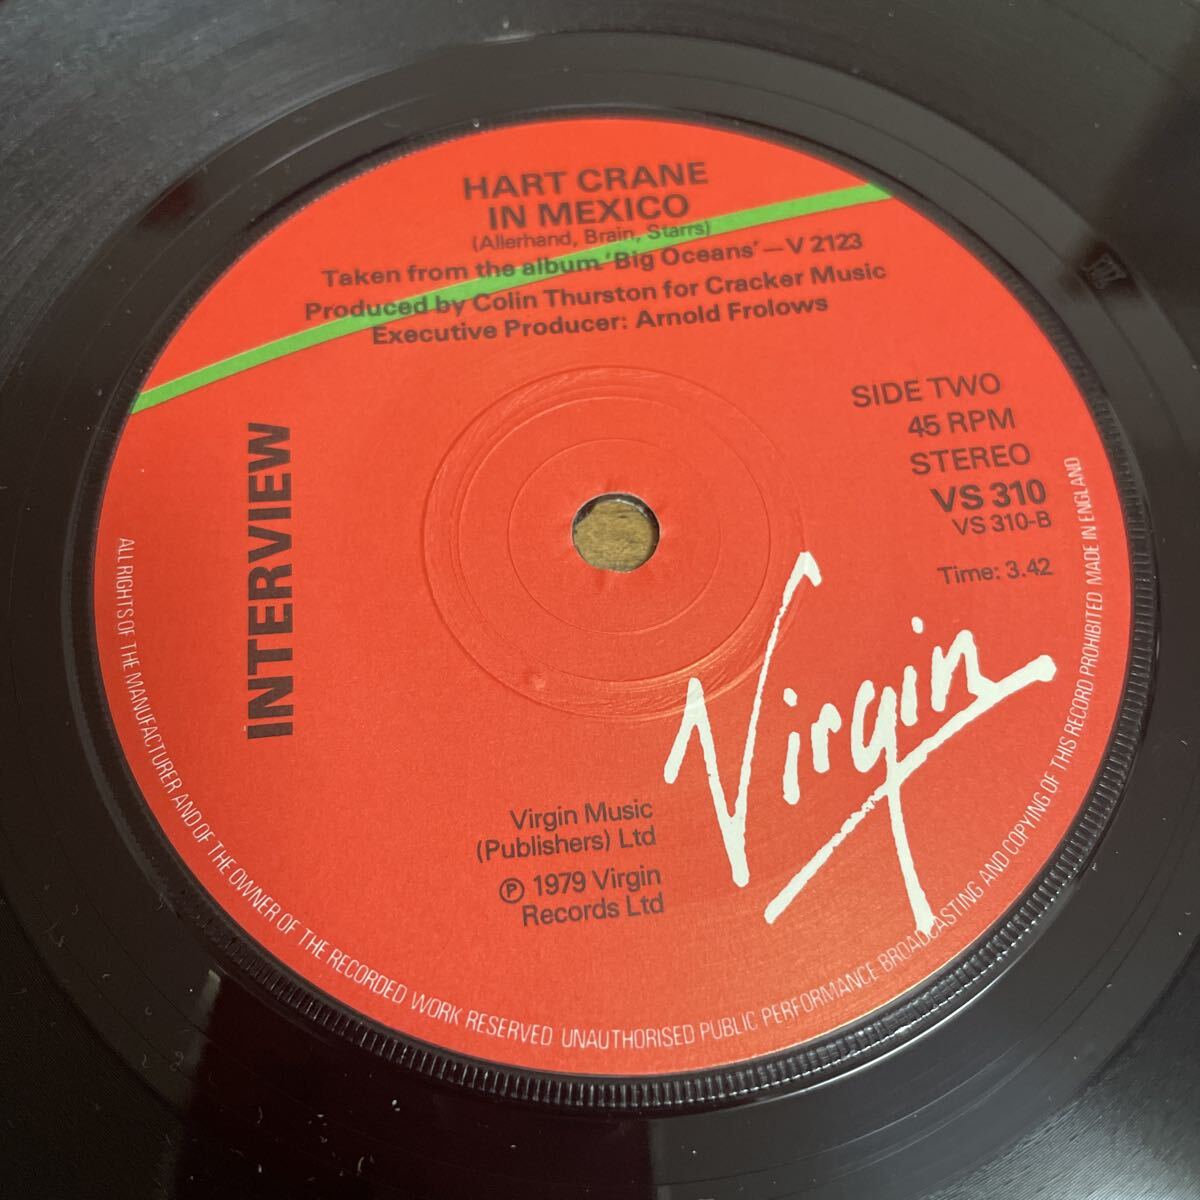 HART CRANE
IN MEXICO
(Allerhand, Brain, Starrs)
Taken from the album 'Big Oceans'—V 2123
Produced by Colin Thurston for Cracker Music
Executive Producer: Arnold Frolows
INTERVIEW
SIDE TWO
45 RPM
STEREO
VS 310
VS 310-B
Time: 3.42
Virgin
Virgin Music
(Publishers) Ltd
℗ 1979 Virgin
Records Ltd
ALL RIGHTS OF THE MANUFACTURER AND OF THE OWNER OF THE RECORDED WORK RESERVED UNAUTHORISED PUBLIC PERFORMANCE BROADCASTING AND COPYING OF THIS RECORD PROHIBITED MADE IN ENGLAND